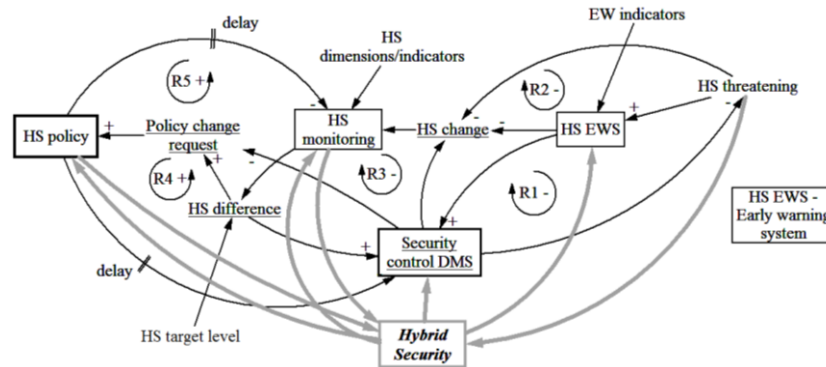 delay
EW indicators
HS
dimensions/indicators
R5 +
R2 -
HS threatening
-
+
-
-
+
-
HS policy
Policy change
request
HS
monitoring
HS change
-
HS EWS
R4 +
+
-
R3 -
R1 -
HS difference
+
+
HS EWS -
Early warning
system
Security
control DMS
delay
HS target level
Hybrid
Security